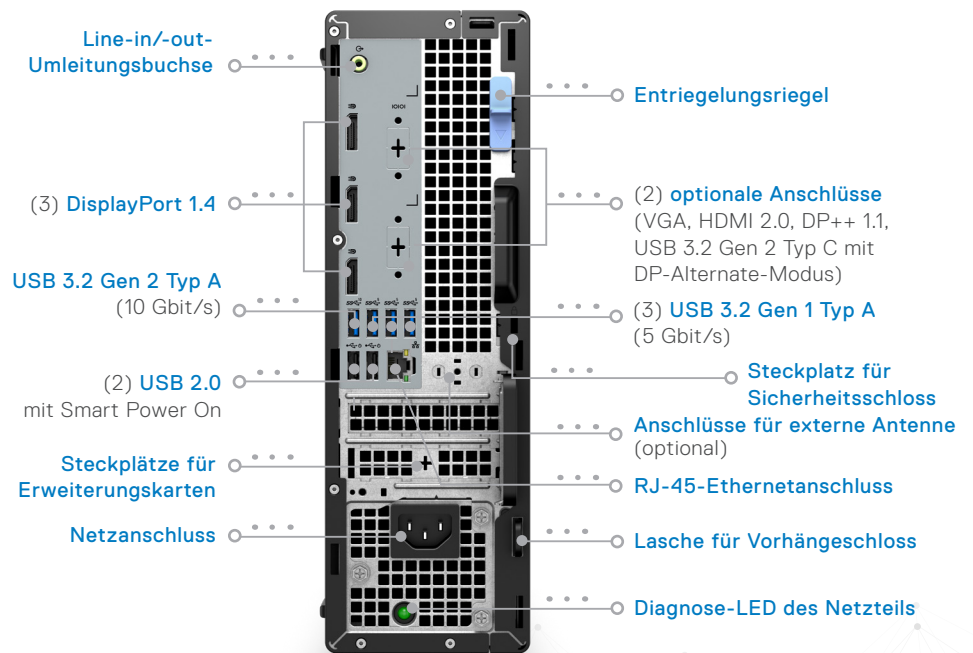 Line-in/-out-
Umleitungsbuchse
(3) DisplayPort 1.4
USB 3.2 Gen 2 Typ A
(10 Gbit/s)
(2) USB 2.0
mit Smart Power On
Steckplätze für
Erweiterungskarten
Netzanschluss
Entriegelungsriegel
(2) optionale Anschlüsse
(VGA, HDMI 2.0, DP++ 1.1,
USB 3.2 Gen 2 Typ C mit
DP-Alternate-Modus)
(3) USB 3.2 Gen 1 Typ A
(5 Gbit/s)
Steckplatz für
Sicherheitsschloss
Anschlüsse für externe Antenne
(optional)
RJ-45-Ethernetanschluss
Lasche für Vorhängeschloss
Diagnose-LED des Netzteils